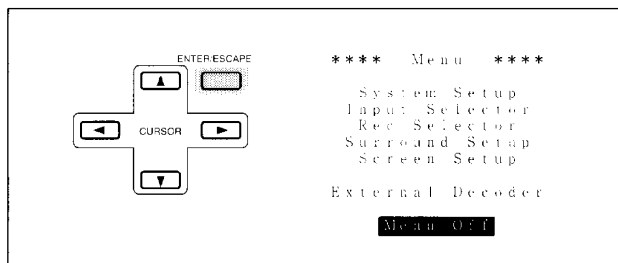 ENTER/ESCAPE
CURSOR
**** Menu ****
System Setup
Input Selector
Rec Selector
Surround Setup
Screen Setup
External Decoder
Menu Off